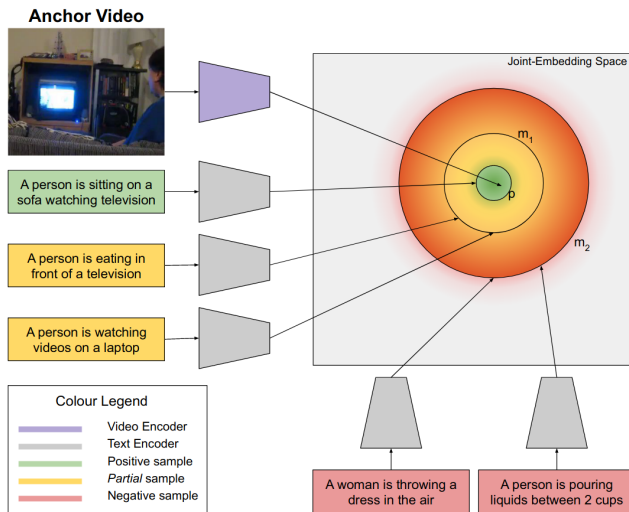 Anchor Video
Joint-Embedding Space
m1
p
m2
A person is sitting on a
sofa watching television
A person is eating in
front of a television
A person is watching
videos on a laptop
Colour Legend
Video Encoder
Text Encoder
Positive sample
Partial sample
Negative sample
A woman is throwing a
dress in the air
A person is pouring
liquids between 2 cups